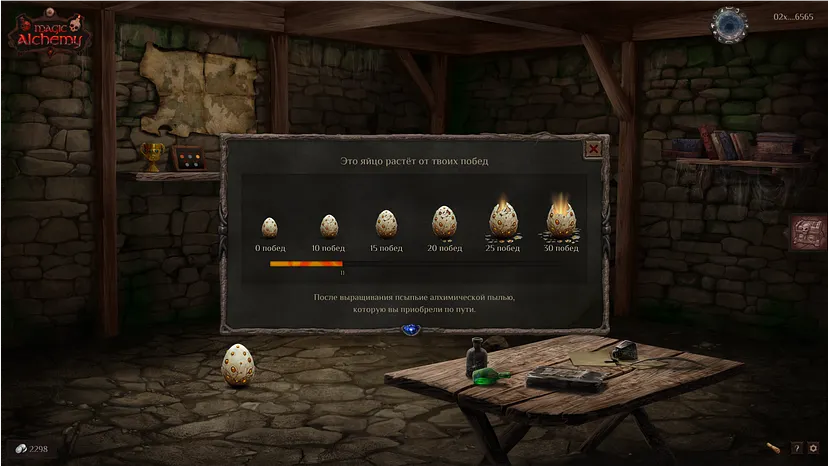 MAGIC
Alchemy
02x...6565
Это яйцо растёт от твоих побед
0 побед
10 побед
15 побед
20 побед
25 побед
30 побед
11
После выращивания псыпьие алхимической пылью,
которую вы приобрели по пути.
2298
?